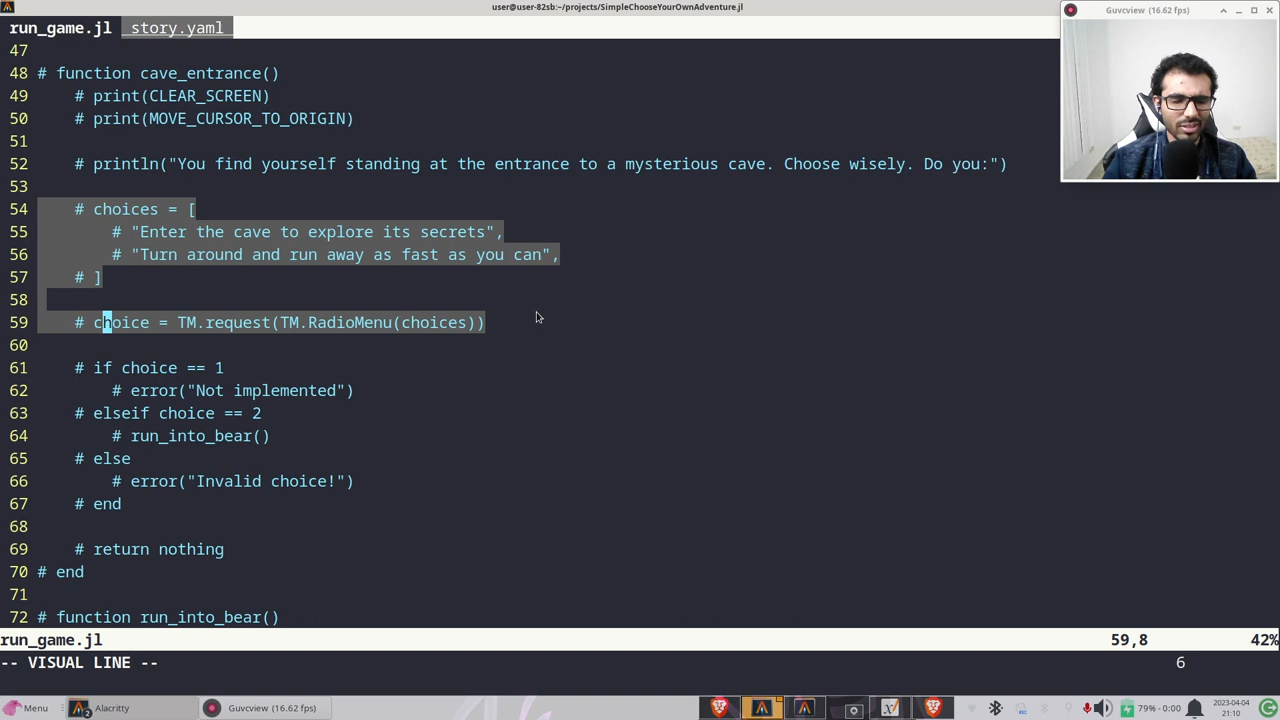 user@user-82sb:~/projects/SimpleChooseYourOwnAdventure.jl
Guvcview (16.62 fps)
run_game.jl story.yaml
47
48 # function cave_entrance()
49 # print(CLEAR_SCREEN)
50 # print(MOVE_CURSOR_TO_ORIGIN)
51
52 # println("You find yourself standing at the entrance to a mysterious cave. Choose wisely. Do you:")
53
54 # choices = [
55 # "Enter the cave to explore its secrets",
56 # "Turn around and run away as fast as you can",
57 # ]
58
59 # choice = TM.request(TM.RadioMenu(choices))
60
61 # if choice == 1
62 # error("Not implemented")
63 # elseif choice == 2
64 # run_into_bear()
65 # else
66 # error("Invalid choice!")
67 # end
68
69 # return nothing
70 # end
71
72 # function run_into_bear()
run_game.jl 59,8 42%
-- VISUAL LINE -- 6
Menu Alacritty Guvcview (16.62 fps) 79% - 0:00 2023-04-04
21:10